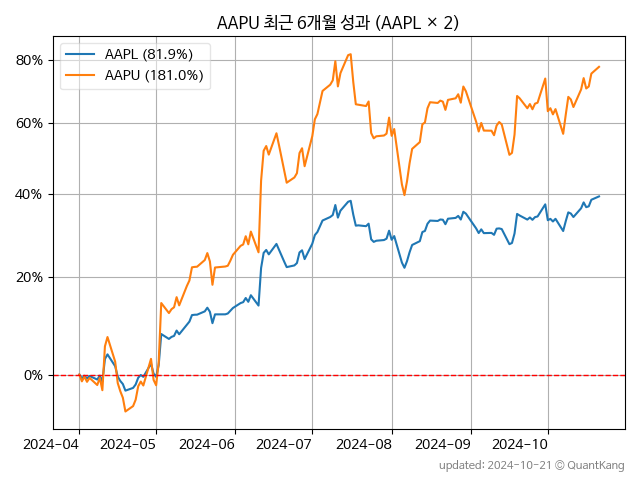 AAPU 최근 6개월 성과 (AAPL × 2)
AAPL (81.9%)
AAPU (181.0%)
80%
60%
40%
20%
0%
2024-04 2024-05 2024-06 2024-07 2024-08 2024-09 2024-10
updated: 2024-10-21 © QuantKang